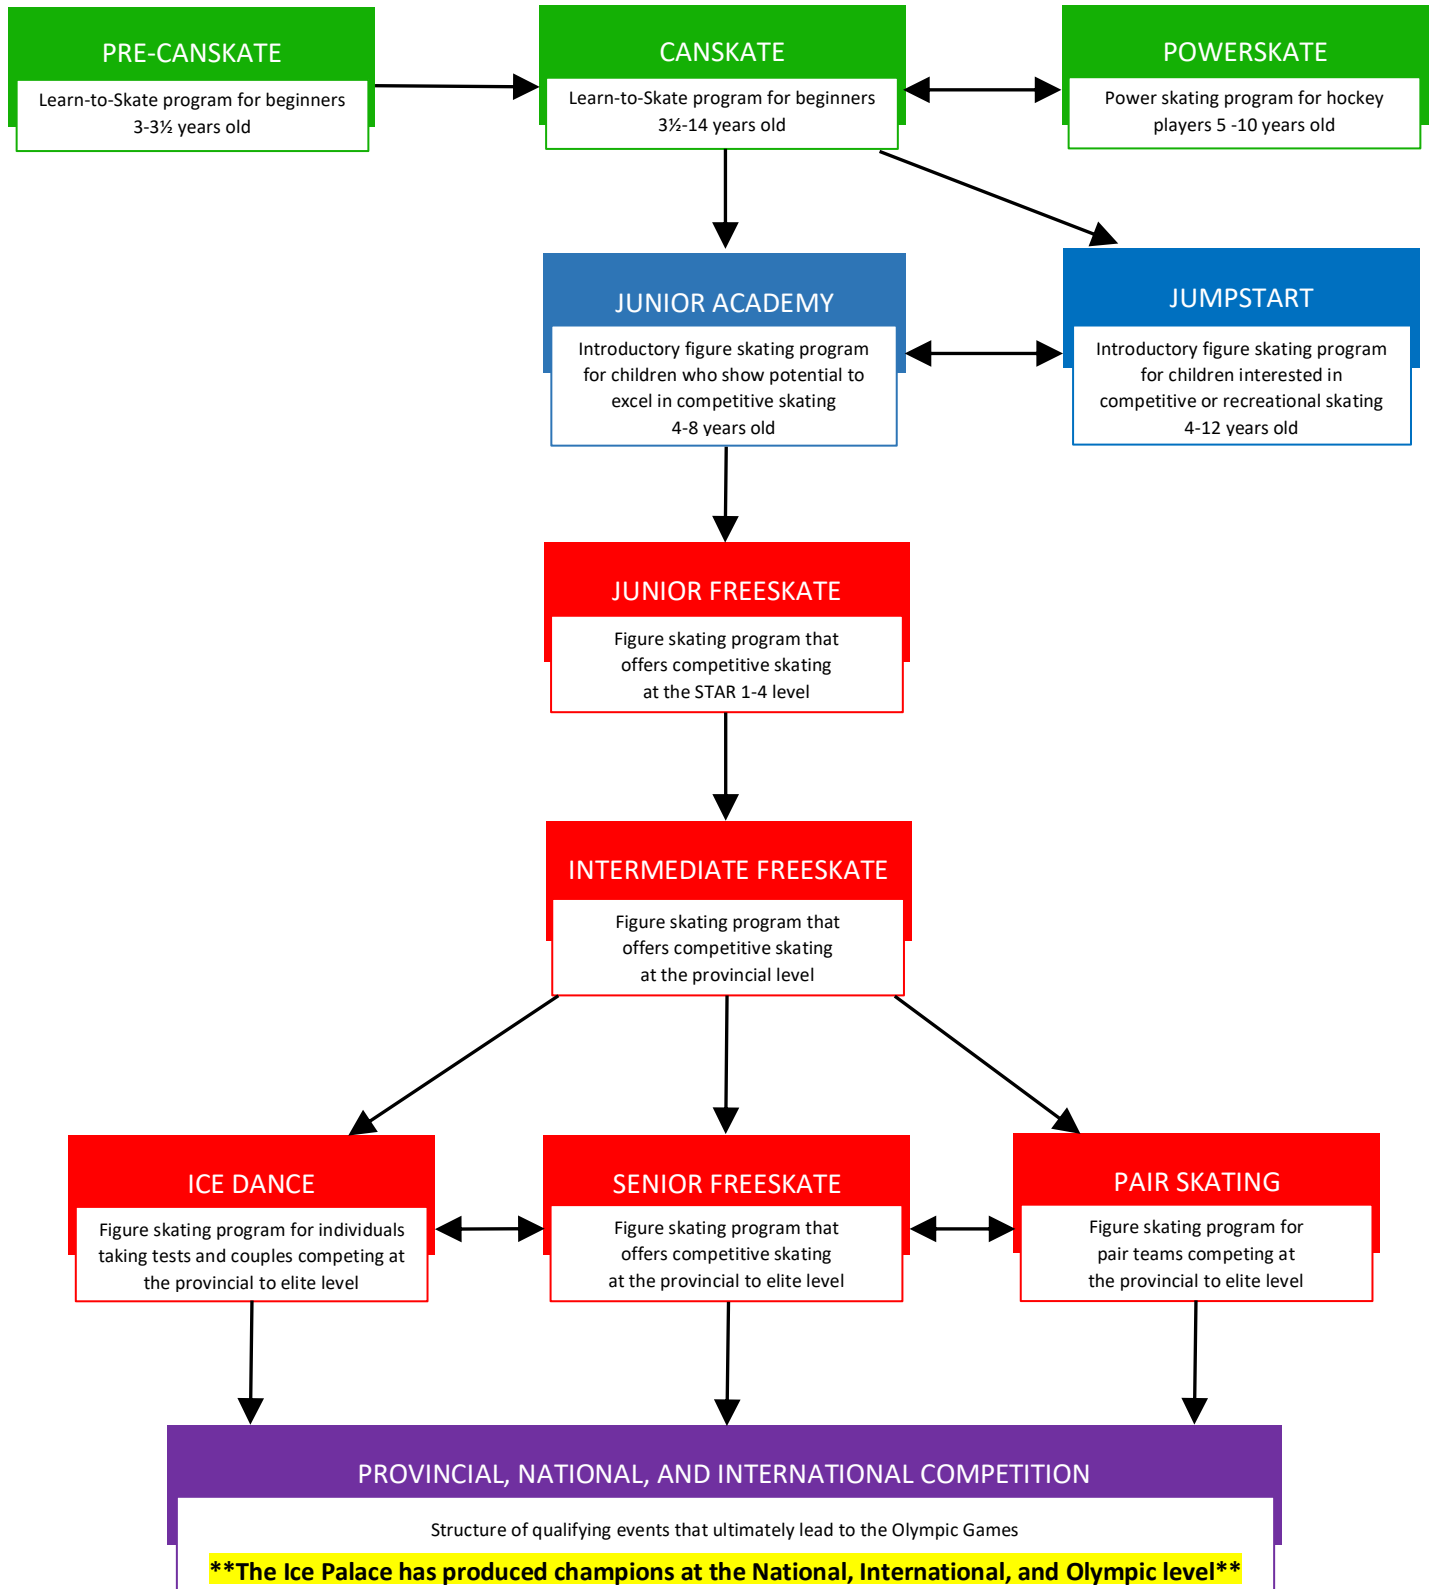 PRE-CANSKATE
Learn-to-Skate program for beginners
3-3½ years old
CANSKATE
Learn-to-Skate program for beginners
3½-14 years old
POWERSKATE
Power skating program for hockey
players 5 -10 years old
JUNIOR ACADEMY
Introductory figure skating program
for children who show potential to
excel in competitive skating
4-8 years old
JUMPSTART
Introductory figure skating program
for children interested in
competitive or recreational skating
4-12 years old
JUNIOR FREESKATE
Figure skating program that
offers competitive skating
at the STAR 1-4 level
INTERMEDIATE FREESKATE
Figure skating program that
offers competitive skating
at the provincial level
ICE DANCE
Figure skating program for individuals
taking tests and couples competing at
the provincial to elite level
SENIOR FREESKATE
Figure skating program that
offers competitive skating
at the provincial to elite level
PAIR SKATING
Figure skating program for
pair teams competing at
the provincial to elite level
PROVINCIAL, NATIONAL, AND INTERNATIONAL COMPETITION
Structure of qualifying events that ultimately lead to the Olympic Games
**The Ice Palace has produced champions at the National, International, and Olympic level**